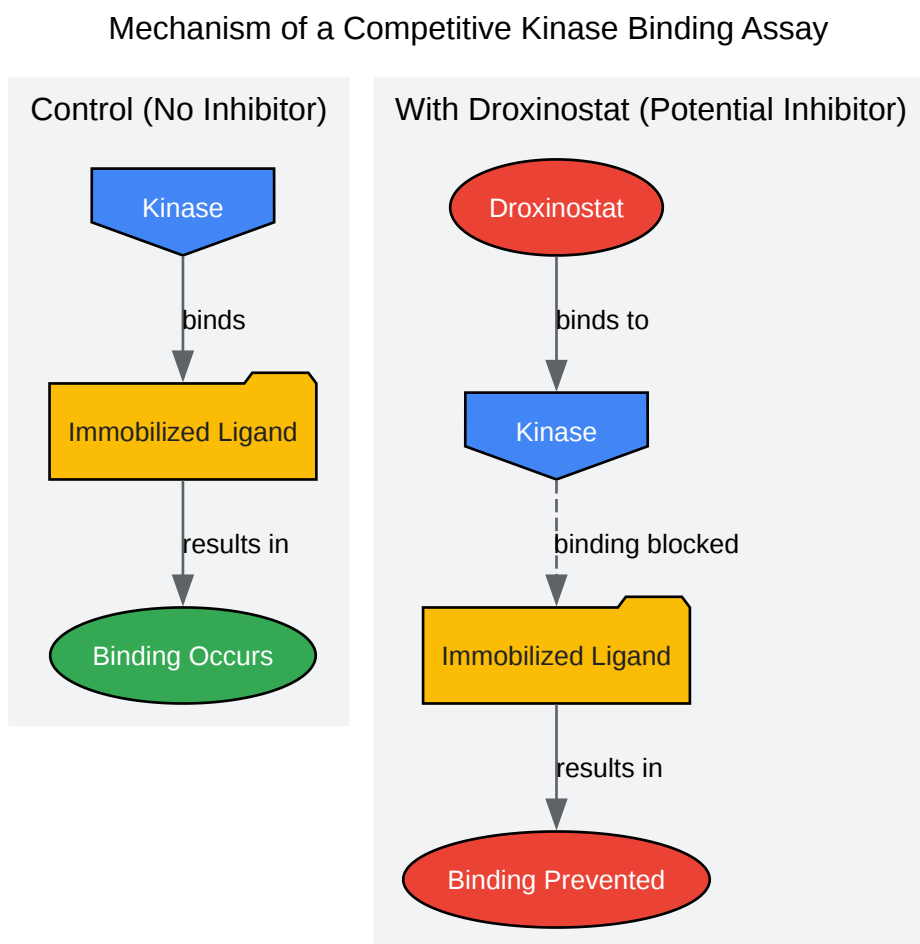 Mechanism of a Competitive Kinase Binding Assay
Control (No Inhibitor)
Kinase
binds
Immobilized Ligand
results in
Binding Occurs
With Droxinostat (Potential Inhibitor)
Droxinostat
binds to
Kinase
binding blocked
Immobilized Ligand
results in
Binding Prevented